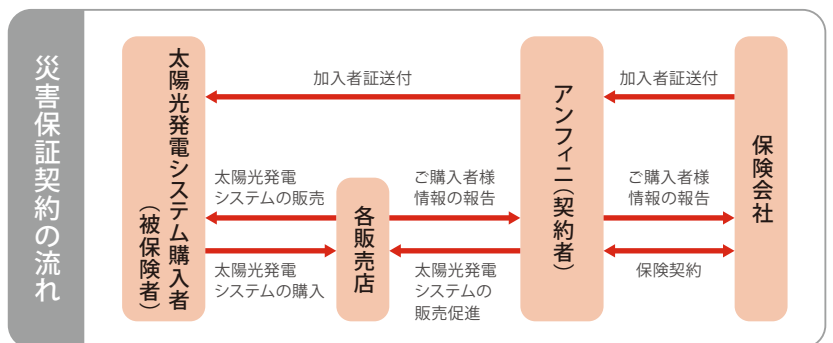 災害保証契約の流れ
太陽光発電システム購入者
（被保険者）
加入者証送付
太陽光発電
システムの販売
太陽光発電
システムの購入
各販売店
ご購入者様
情報の報告
太陽光発電
システムの
販売促進
アンフィニ（契約者）
加入者証送付
ご購入者様
情報の報告
保険契約
保険会社